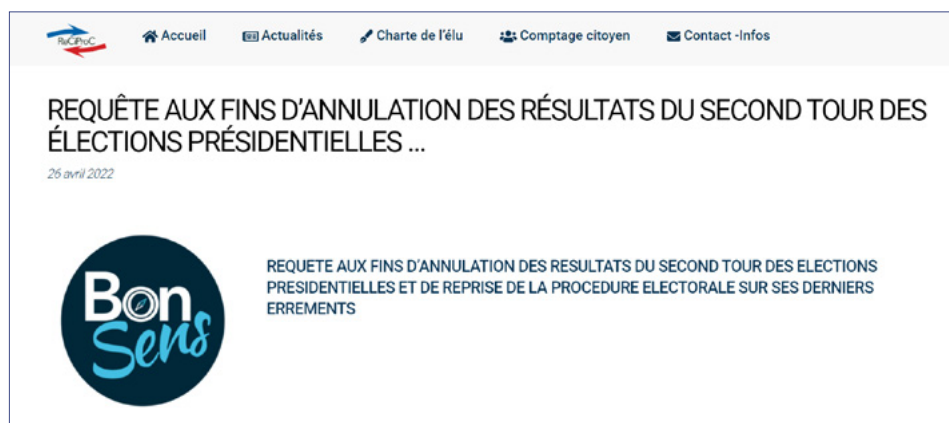 ReCiProC Accueil Actualités Charte de l'élu Comptage citoyen Contact -Infos
REQUÊTE AUX FINS D'ANNULATION DES RÉSULTATS DU SECOND TOUR DES
ÉLECTIONS PRÉSIDENTIELLES ...
26 avril 2022
Bon
Sens
REQUETE AUX FINS D'ANNULATION DES RESULTATS DU SECOND TOUR DES ELECTIONS
PRESIDENTIELLES ET DE REPRISE DE LA PROCEDURE ELECTORALE SUR SES DERNIERS
ERREMENTS